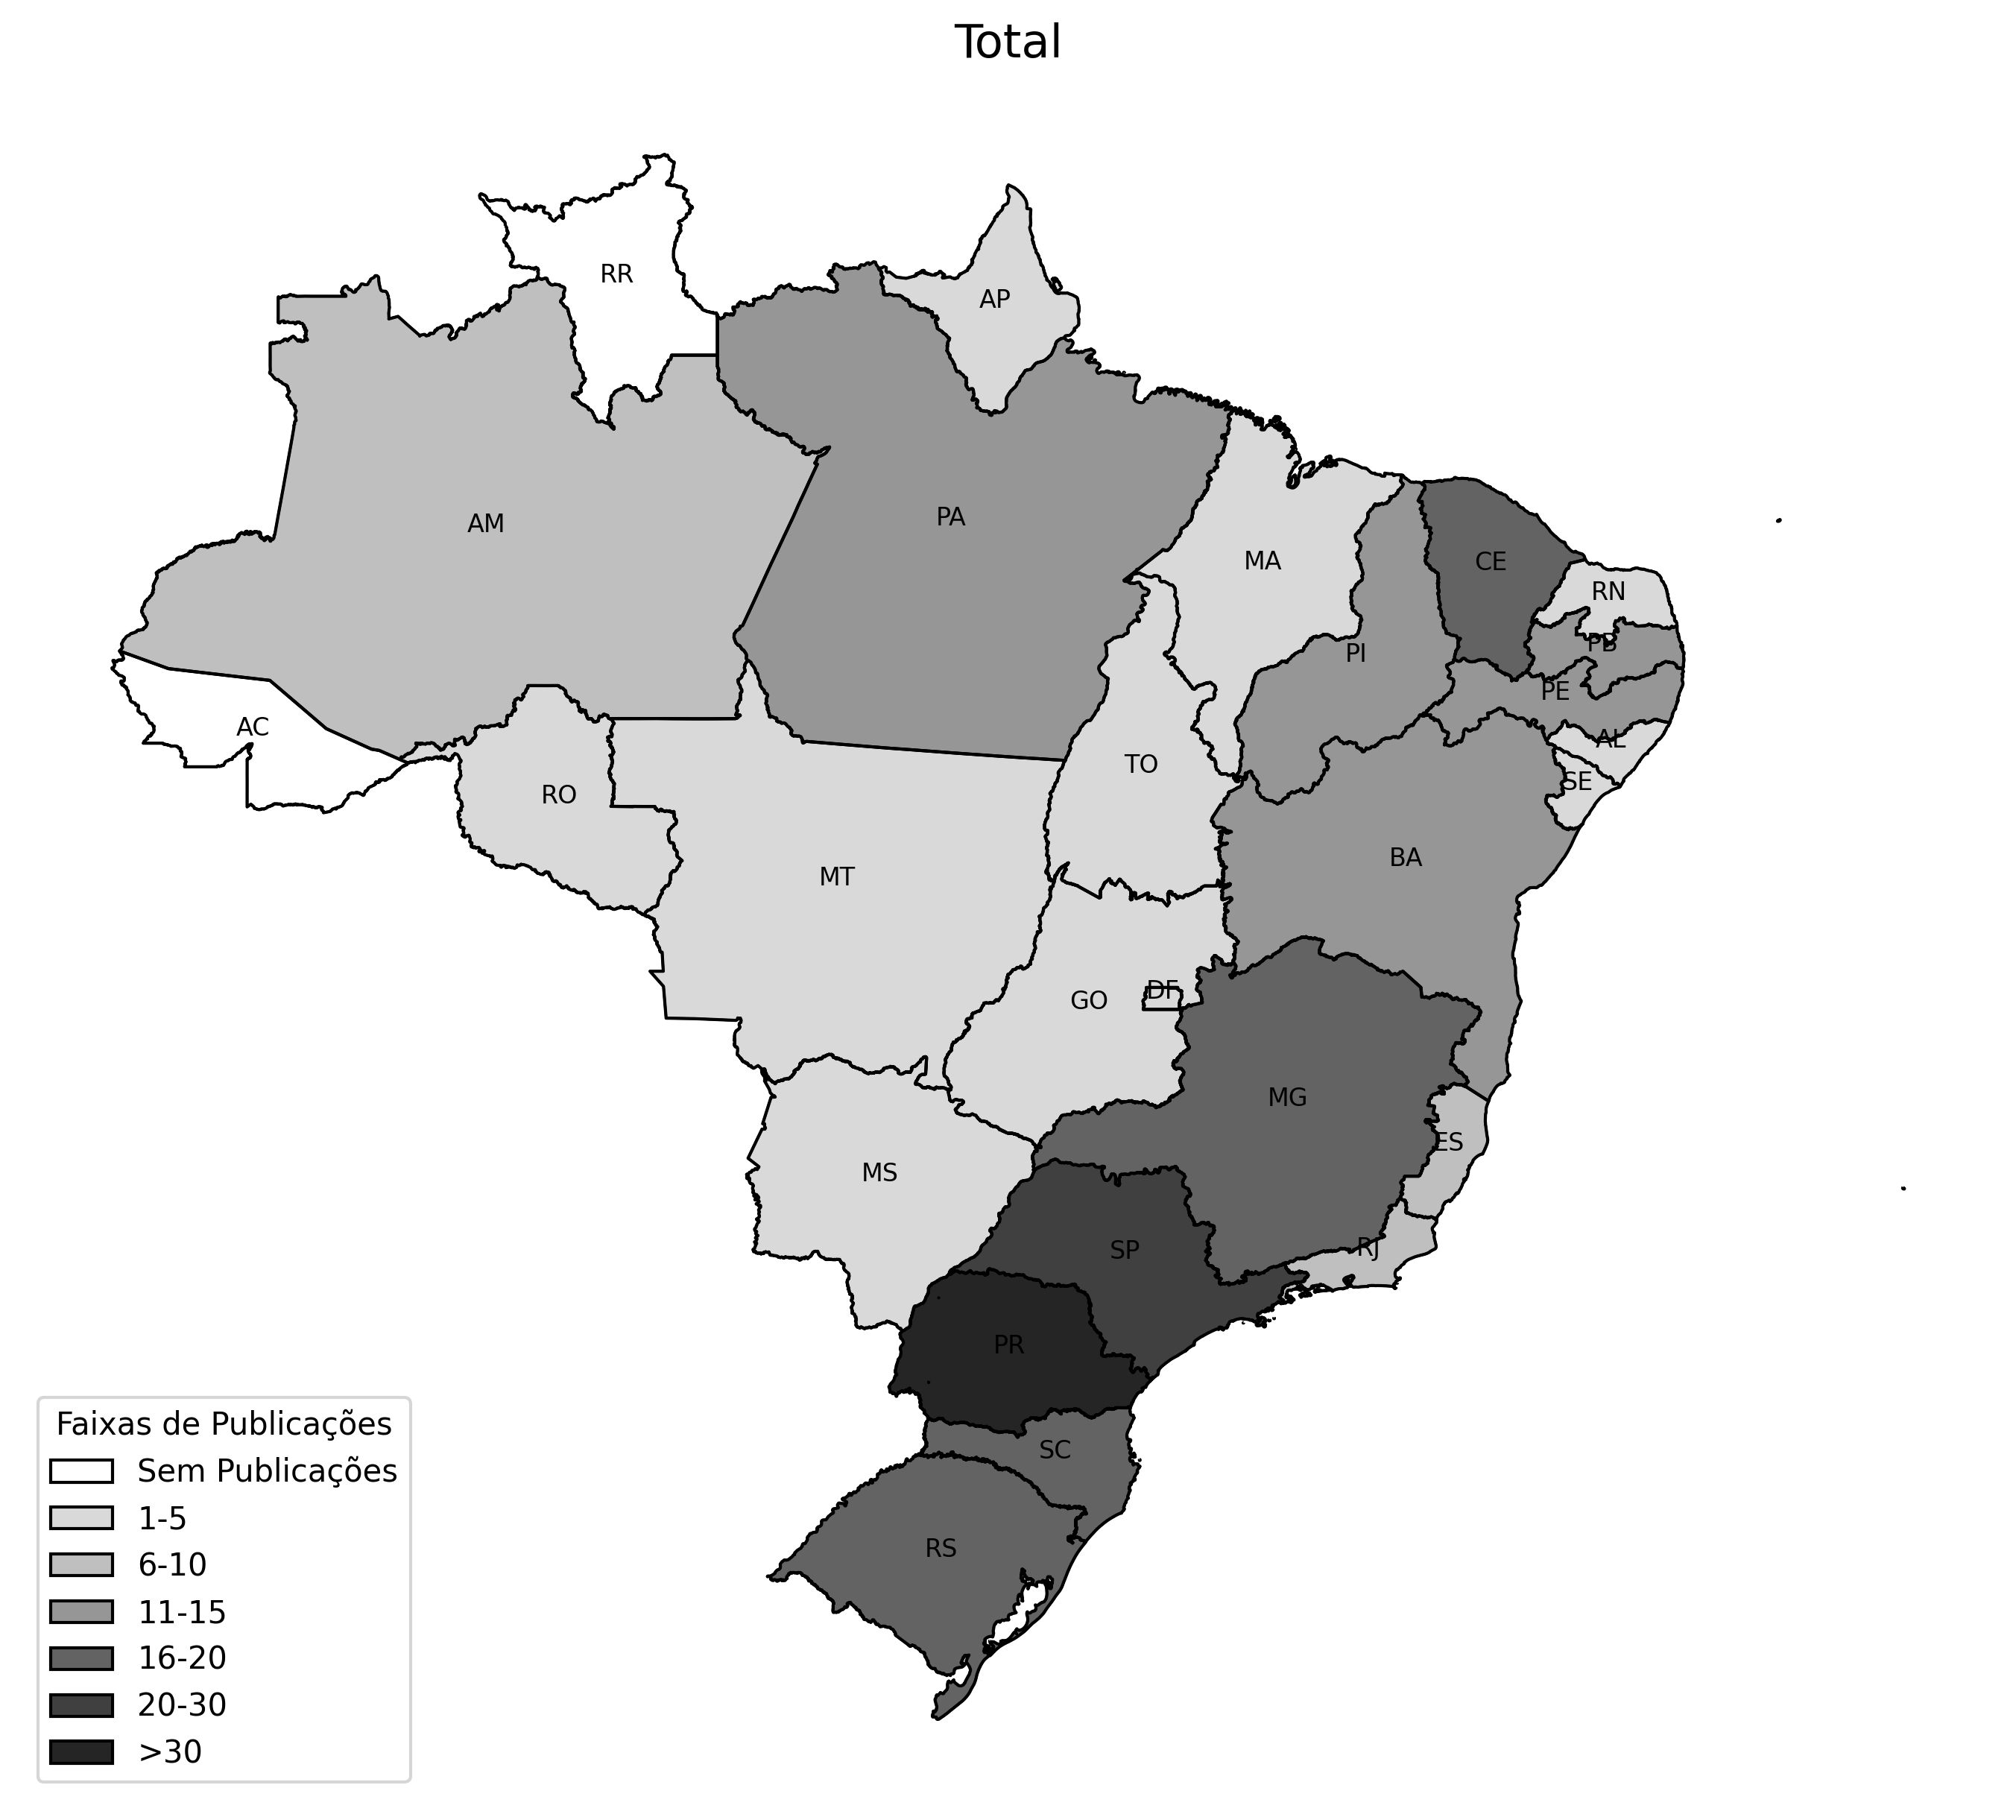 Total
RR
AP
AM
PA
MA
CE
RN
PB
PI
PE
AC
AL
TO
SE
RO
BA
MT
DF
GO
MG
ES
MS
RJ
SP
PR
SC
RS
Faixas de Publicações
Sem Publicações
1-5
6-10
11-15
16-20
20-30
>30